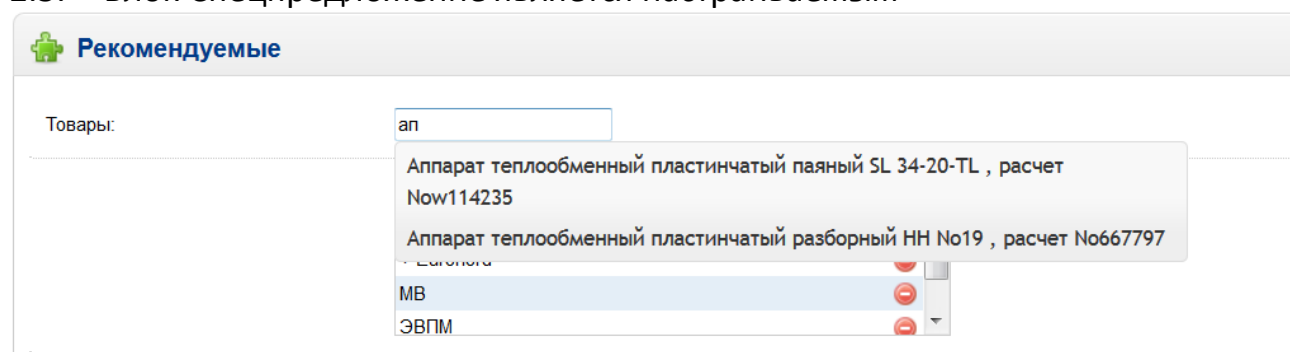 Рекомендуемые
Товары:
ап
Аппарат теплообменный пластинчатый паяный SL 34-20-TL , расчет
Now114235
Аппарат теплообменный пластинчатый разборный НН No19 , расчет No667797
МВ
ЭВПМ